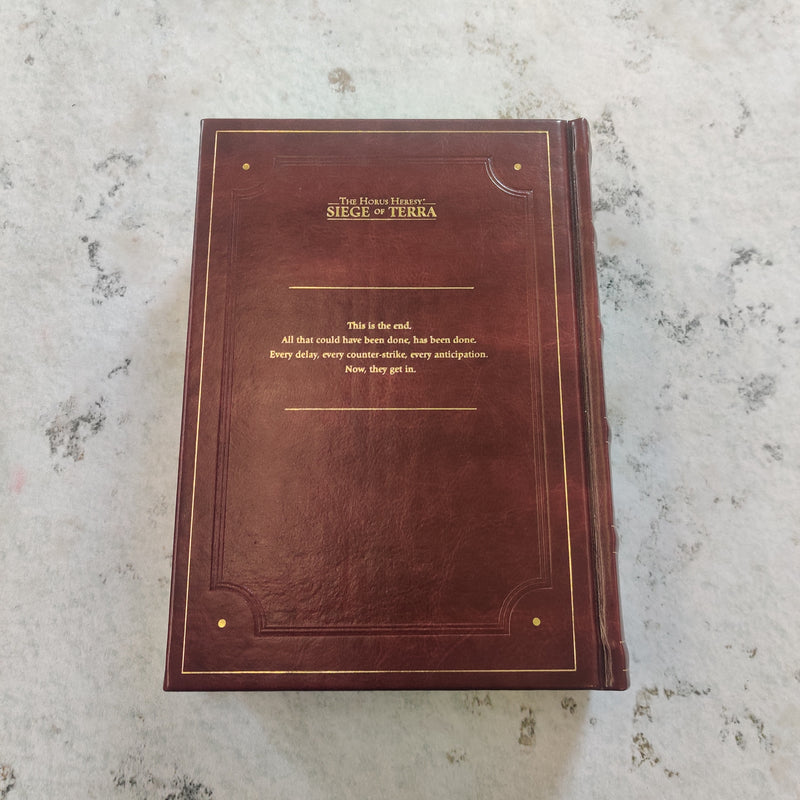 The Horus Heresy®
SIEGE OF TERRA
This is the end.
All that could have been done, has been done.
Every delay, every counter-strike, every anticipation.
Now, they get in.